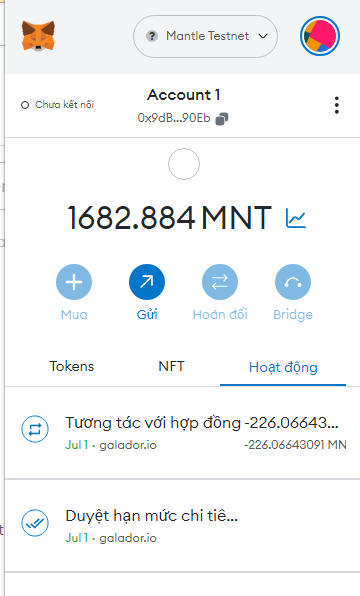 Mantle Testnet
Chưa kết nối
Account 1
0x9dB...90Eb
1682.884 MNT
Mua
Gửi
Hoán đổi
Bridge
Tokens
NFT
Hoạt động
Tương tác với hợp đồng -226.06643...
Jul 1 · galador.io
-226.06643091 MN
Duyệt hạn mức chi tiê...
Jul 1 · galador.io